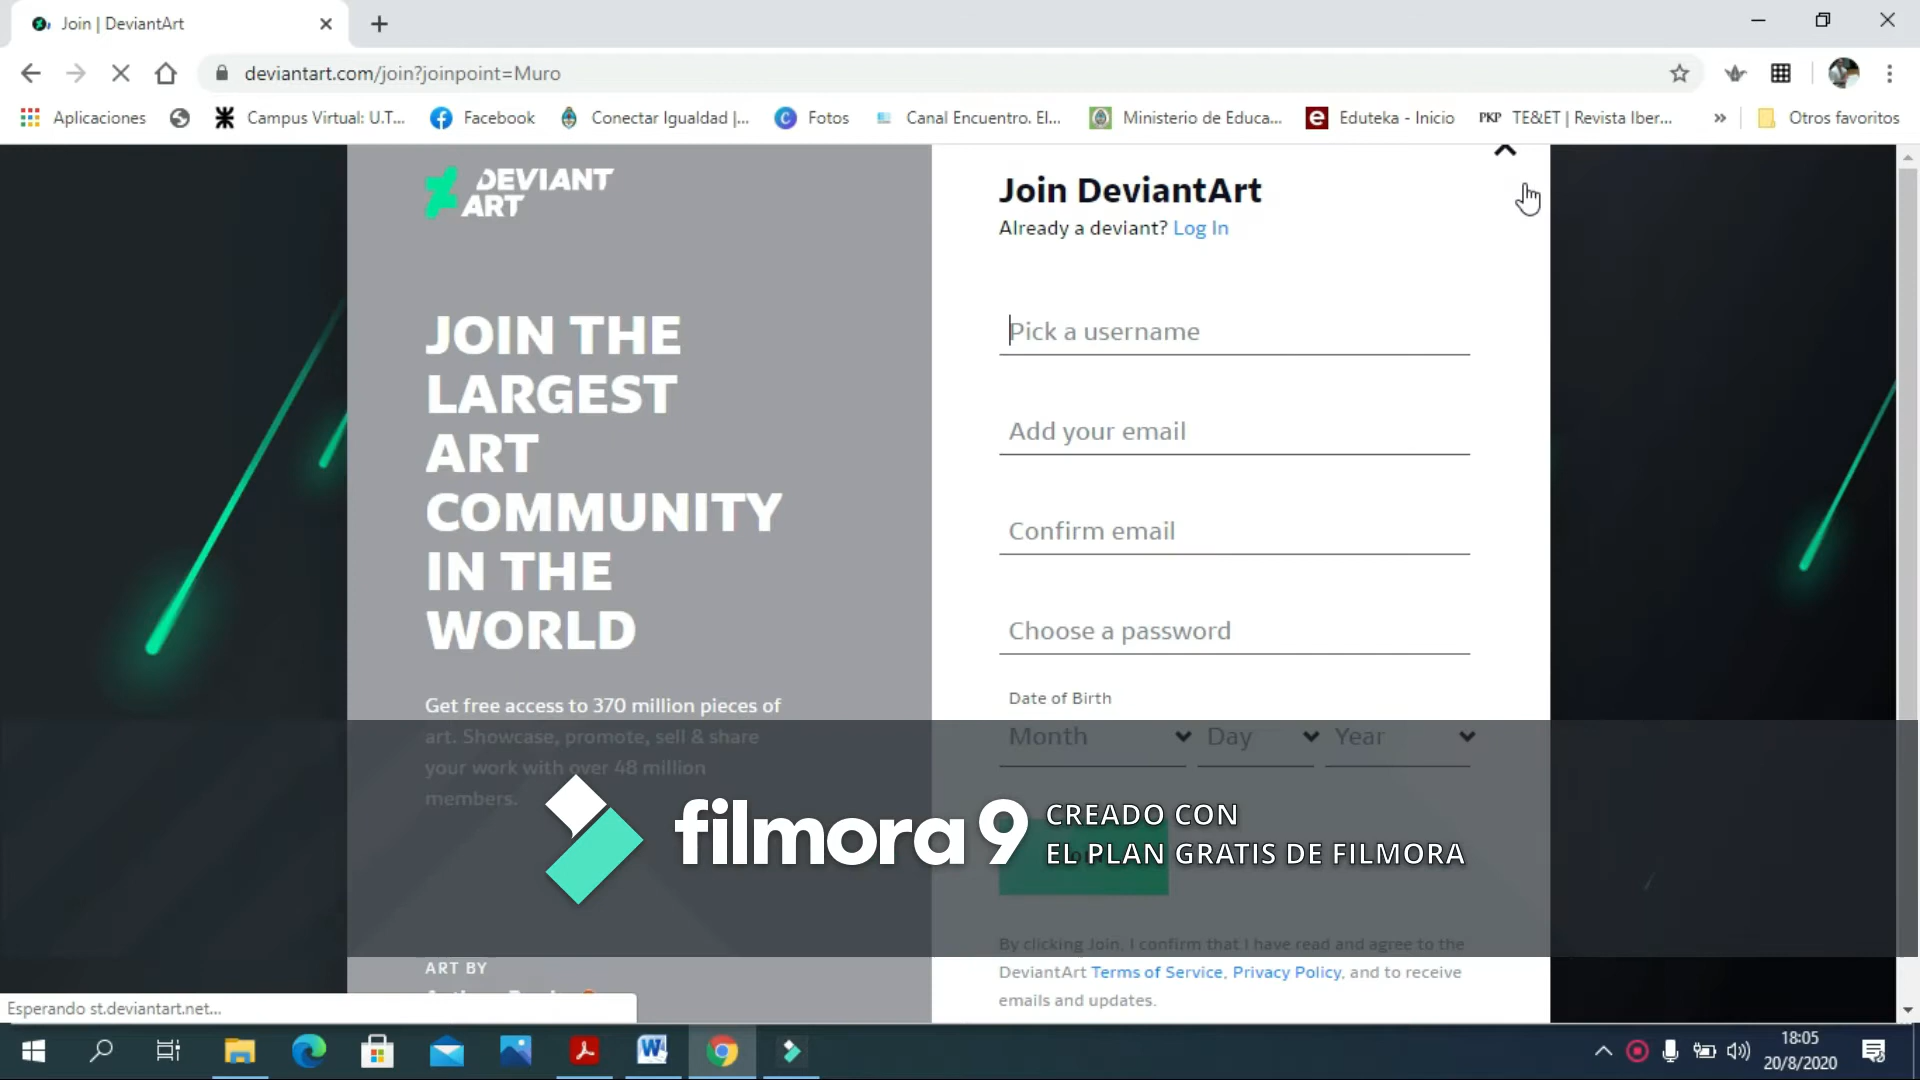 Join | DeviantArt
deviantart.com/join?joinpoint=Muro
Aplicaciones
Campus Virtual: U.T...
Facebook
Conectar Igualdad |...
Fotos
Canal Encuentro. El...
Ministerio de Educa...
Eduteka - Inicio
PKP TE&ET | Revista Iber...
Otros favoritos
DEVIANT
ART
JOIN THE
LARGEST
ART
COMMUNITY
IN THE
WORLD
Get free access to 370 million pieces of
art. Showcase, promote, sell & share
your work with over 48 million
members.
ART BY
Join DeviantArt
Already a deviant? Log In
Pick a username
Add your email
Confirm email
Choose a password
Date of Birth
Month Day Year
filmora9
CREADO CON
EL PLAN GRATIS DE FILMORA
By clicking Join, I confirm that I have read and agree to the
DeviantArt Terms of Service, Privacy Policy, and to receive
emails and updates.
Esperando st.deviantart.net...
18:05
20/8/2020